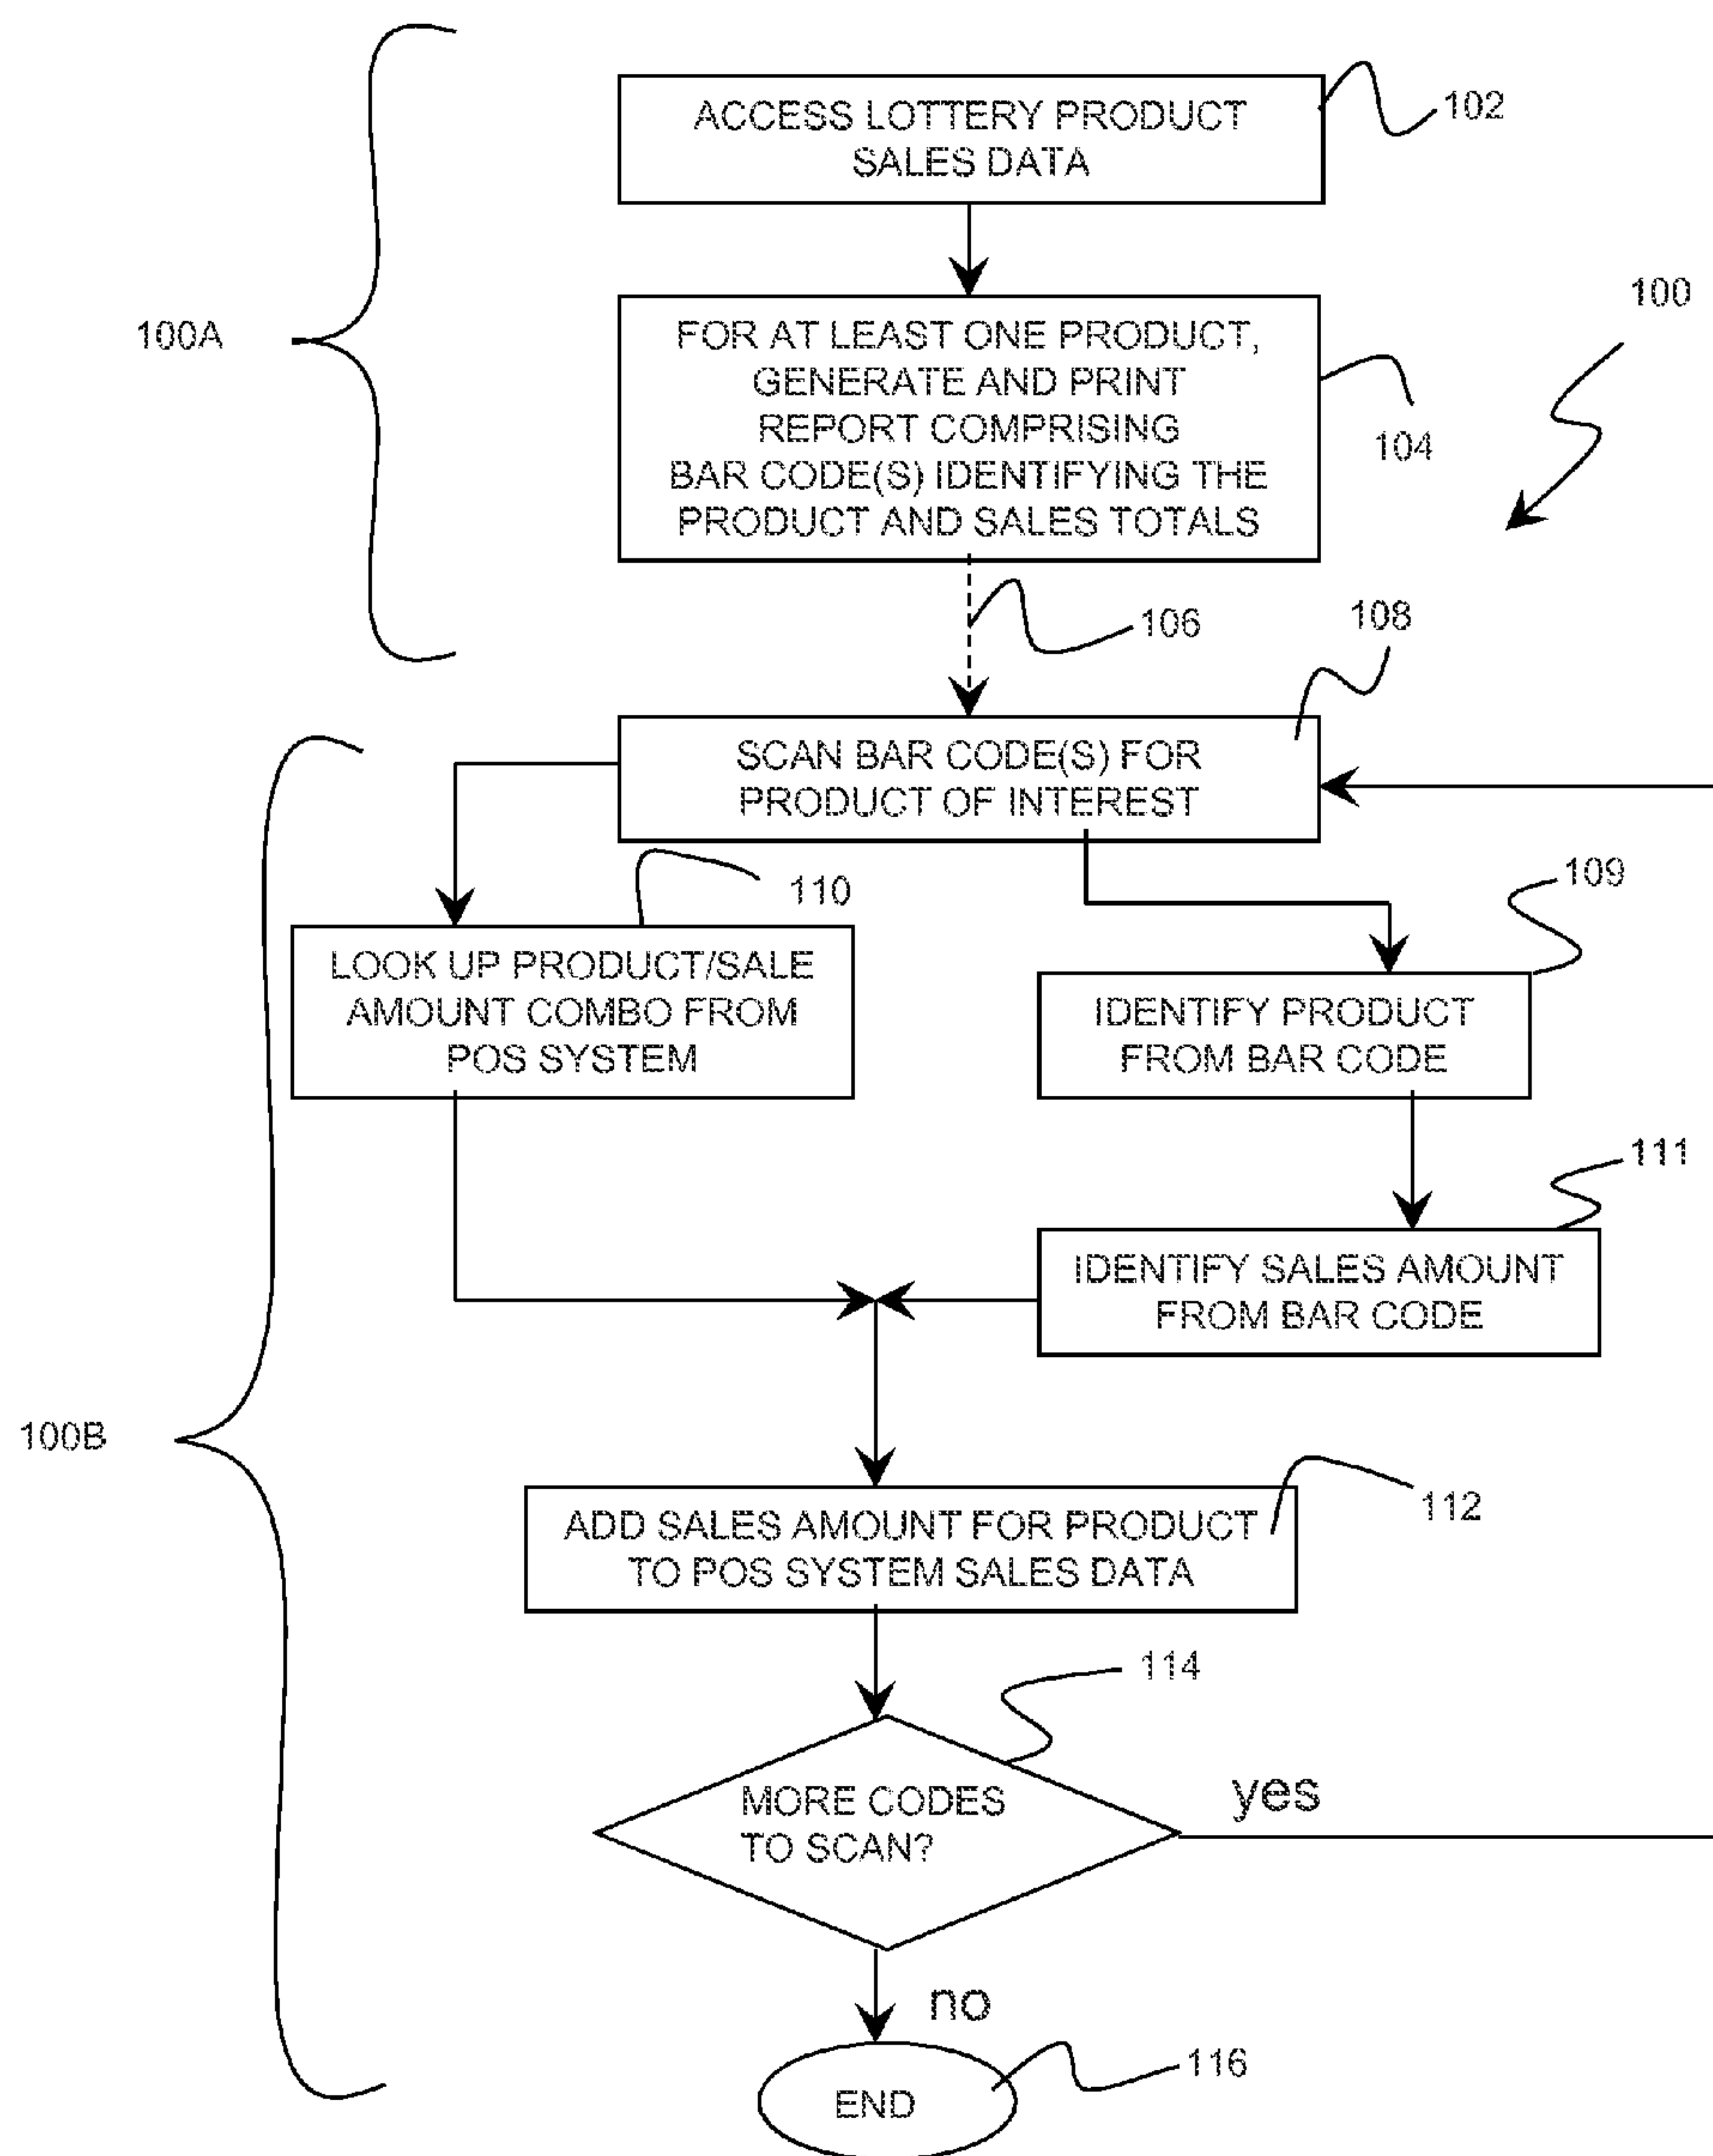 ACCESS LOTTERY PRODUCT
SALES DATA
102
100A
100
FOR AT LEAST ONE PRODUCT,
GENERATE AND PRINT
REPORT COMPRISING
BAR CODE(S) IDENTIFYING THE
PRODUCT AND SALES TOTALS
104
106
108
SCAN BAR CODE(S) FOR
PRODUCT OF INTEREST
110
109
LOOK UP PRODUCT/SALE
AMOUNT COMBO FROM
POS SYSTEM
IDENTIFY PRODUCT
FROM BAR CODE
111
IDENTIFY SALES AMOUNT
FROM BAR CODE
100B
ADD SALES AMOUNT FOR PRODUCT
TO POS SYSTEM SALES DATA
112
114
MORE CODES
TO SCAN?
yes
no
116
END